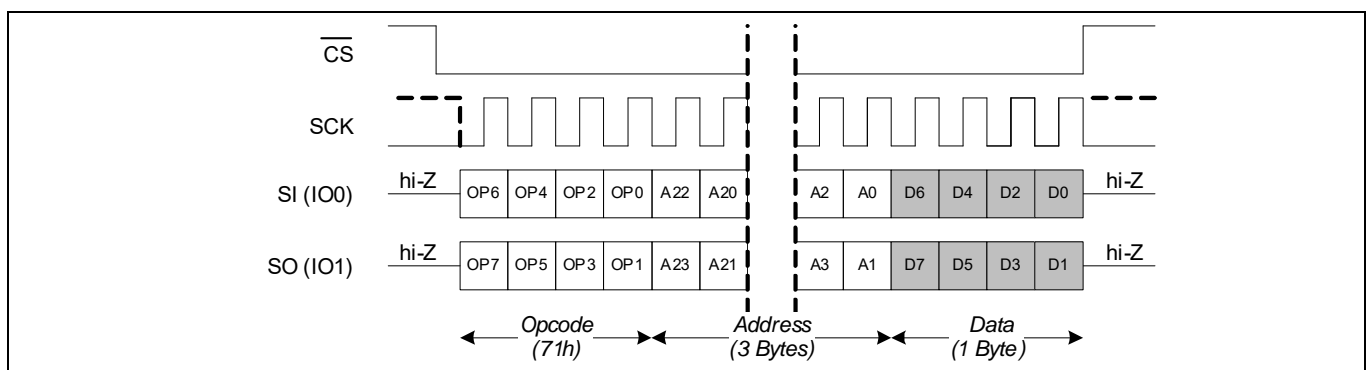 CS
SCK
hi-Z hi-Z
SI (IO0) OP6 OP4 OP2 OP0 A22 A20 A2 A0 D6 D4 D2 D0
hi-Z hi-Z
SO (IO1) OP7 OP5 OP3 OP1 A23 A21 A3 A1 D7 D5 D3 D1
Opcode Address Data
(71h) (3 Bytes) (1 Byte)